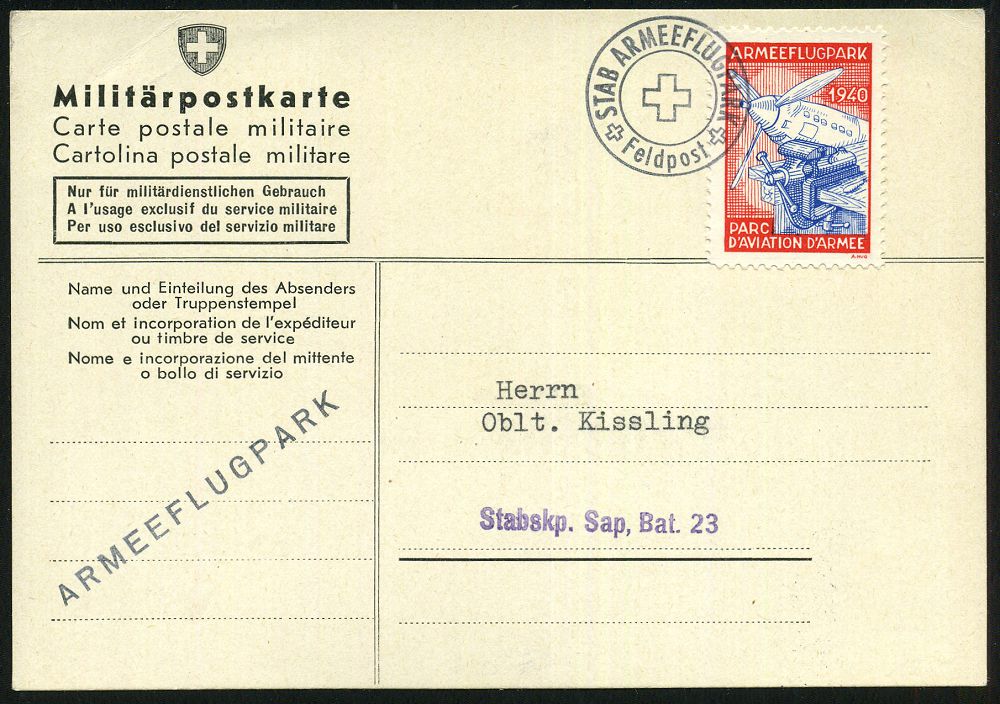 Militärpostkarte
Carte postale militaire
Cartolina postale militare
Nur für militärdienstlichen Gebrauch
A l'usage exclusif du service militaire
Per uso esclusivo del servizio militare
STAB ARMEEFLUGPARK
Feldpost
ARMEEFLUGPARK
1940
PARC
D'AVIATION D'ARMEE
A.HUG
Name und Einteilung des Absenders
oder Truppenstempel
Nom et incorporation de l'expéditeur
ou timbre de service
Nome e incorporazione del mittente
o bollo di servizio
ARMEEFLUGPARK
Herrn
Oblt. Kissling
Stabskp. Sap, Bat. 23